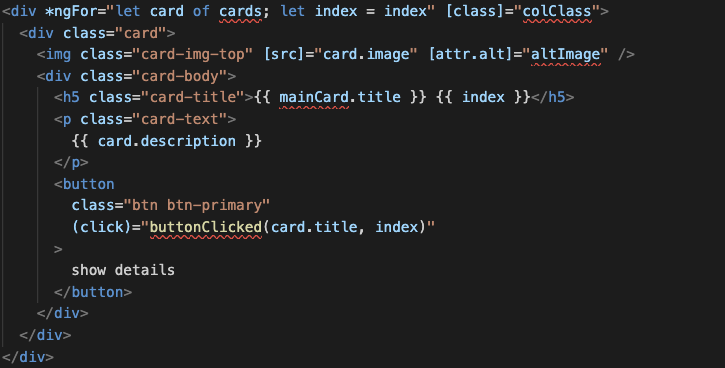 <div *ngFor="let card of cards; let index = index" [class]="colClass">
<div class="card">
<img class="card-img-top" [src]="card.image" [attr.alt]="altImage" />
<div class="card-body">
<h5 class="card-title">{{ mainCard.title }} {{ index }}</h5>
<p class="card-text">
{{ card.description }}
</p>
<button
class="btn btn-primary"
(click)="buttonClicked(card.title, index)"
>
show details
</button>
</div>
</div>
</div>